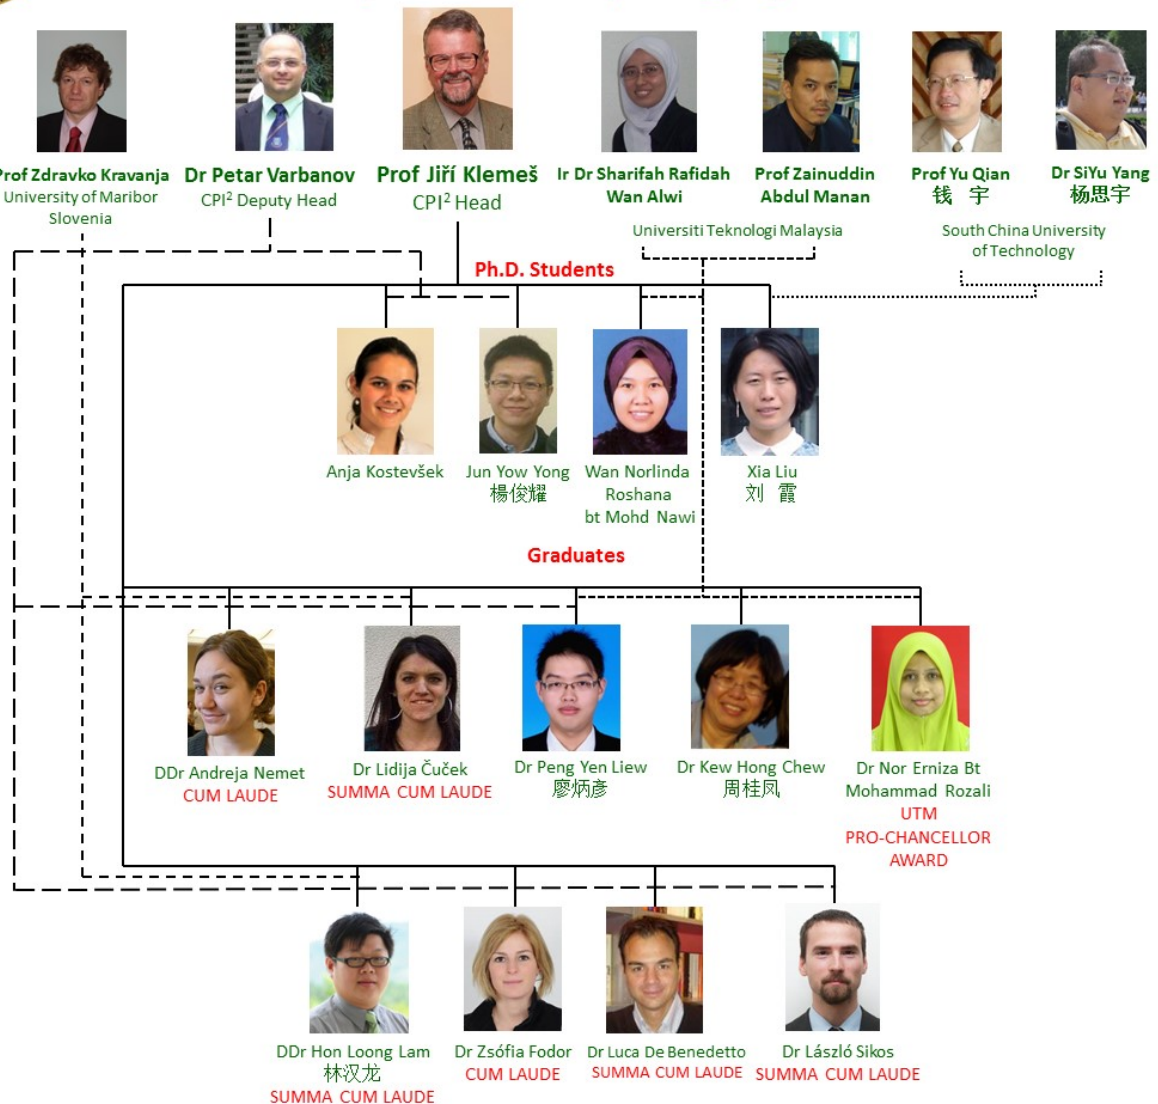 Prof Zdravko Kravanja
University of Maribor
Slovenia
Dr Petar Varbanov
CPI² Deputy Head
Prof Jiří Klemeš
CPI² Head
Ir Dr Sharifah Rafidah
Wan Alwi
Prof Zainuddin
Abdul Manan
Universiti Teknologi Malaysia
Prof Yu Qian
钱 宇
Dr SiYu Yang
杨思宇
South China University
of Technology
Ph.D. Students
Anja Kostevšek
Jun Yow Yong
楊俊耀
Wan Norlinda
Roshana
bt Mohd Nawi
Xia Liu
刘 霞
Graduates
DDr Andreja Nemet
CUM LAUDE
Dr Lidija Čuček
SUMMA CUM LAUDE
Dr Peng Yen Liew
廖炳彦
Dr Kew Hong Chew
周桂凤
Dr Nor Erniza Bt
Mohammad Rozali
UTM
PRO-CHANCELLOR
AWARD
DDr Hon Loong Lam
林汉龙
SUMMA CUM LAUDE
Dr Zsófia Fodor
CUM LAUDE
Dr Luca De Benedetto
SUMMA CUM LAUDE
Dr László Sikos
SUMMA CUM LAUDE